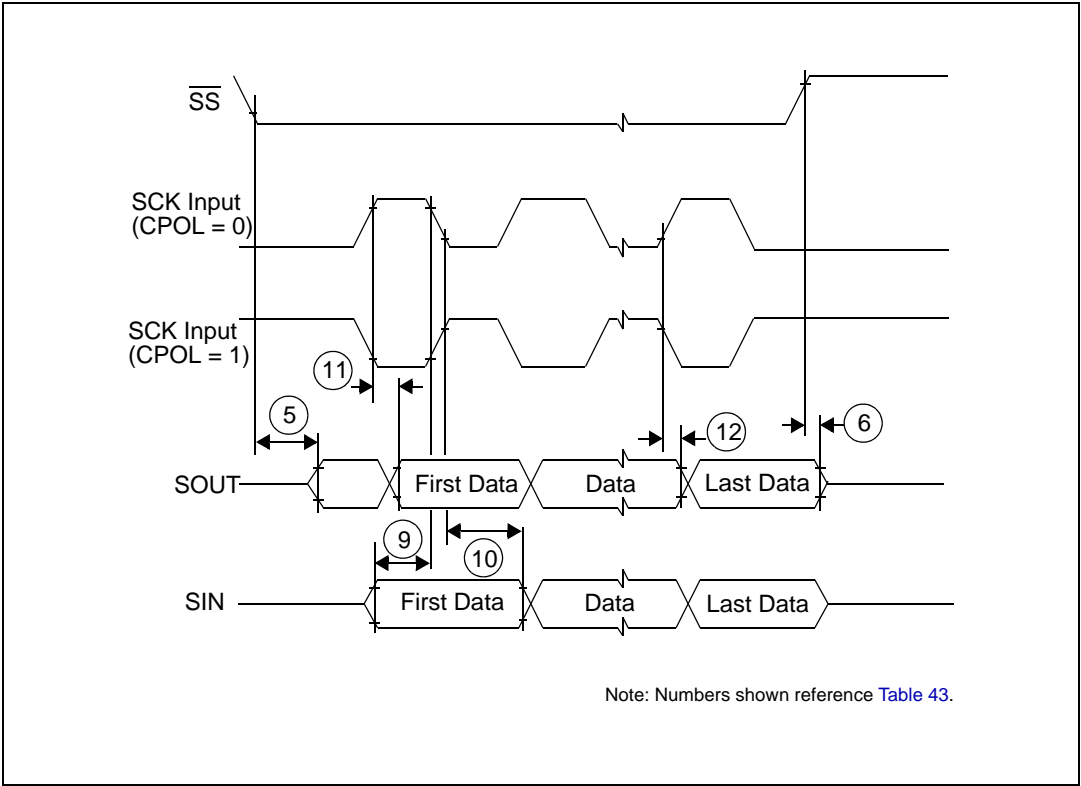 SS
SCK Input
(CPOL = 0)
SCK Input
(CPOL = 1)
11
5
12
6
SOUT
First Data
Data
Last Data
9
10
SIN
First Data
Data
Last Data
Note: Numbers shown reference Table 43.